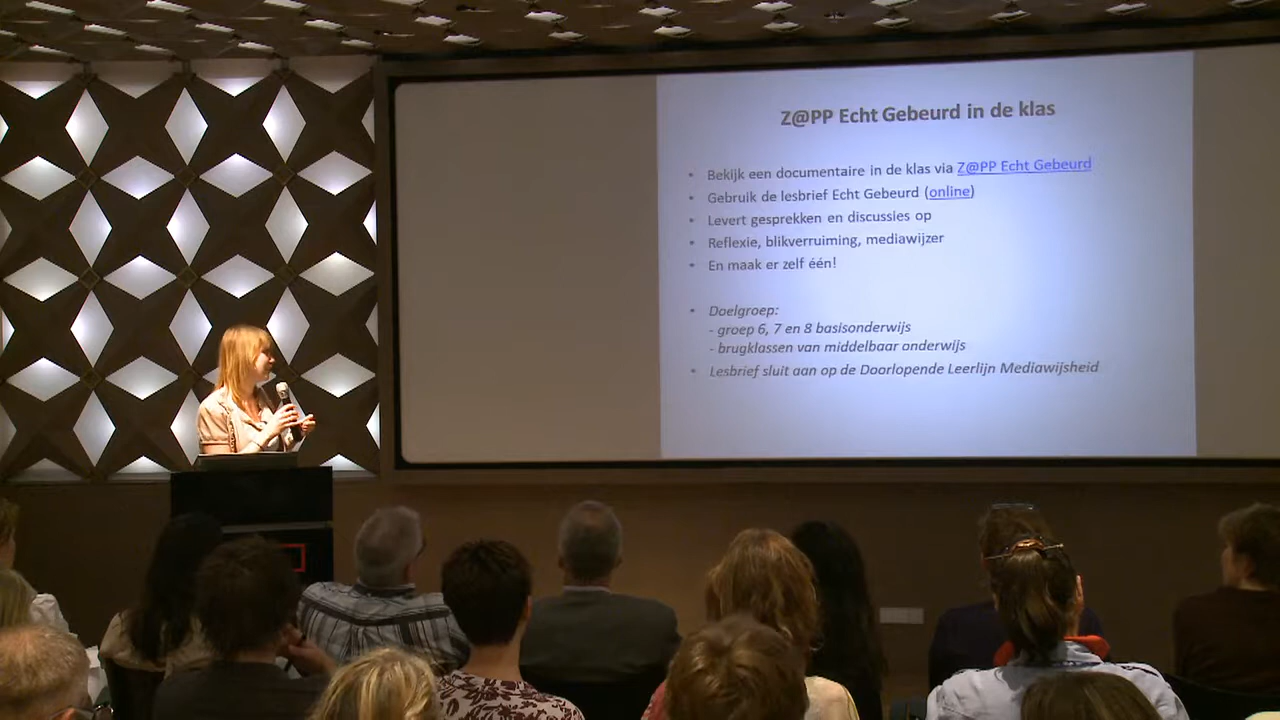 Z@PP Echt Gebeurd in de klas
• Bekijk een documentaire in de klas via Z@PP Echt Gebeurd
• Gebruik de lesbrief Echt Gebeurd (online)
• Levert gesprekken en discussies op
• Reflexie, blikverruiming, mediawijzer
• En maak er zelf één!
• Doelgroep:
- groep 6, 7 en 8 basisonderwijs
- brugklassen van middelbaar onderwijs
• Lesbrief sluit aan op de Doorlopende Leerlijn Mediawijsheid